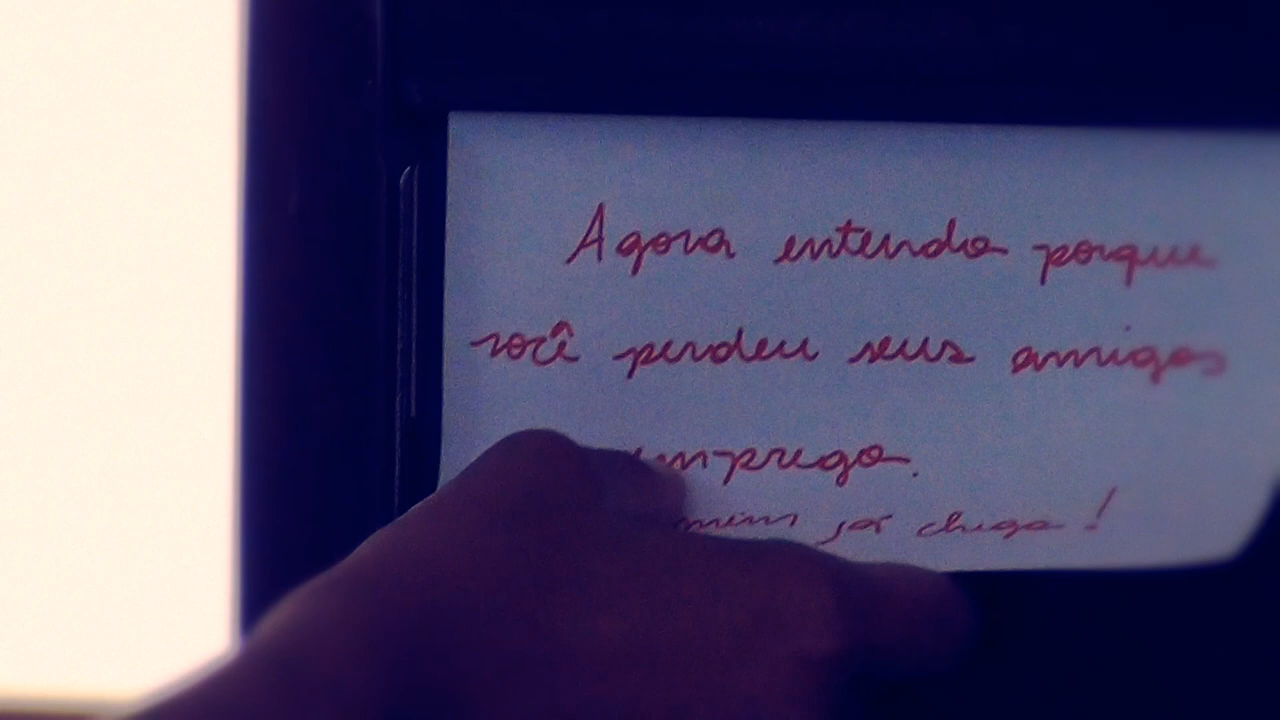 Agora entendo porque
você perdeu seus amigos
emprego.
mim já chega!